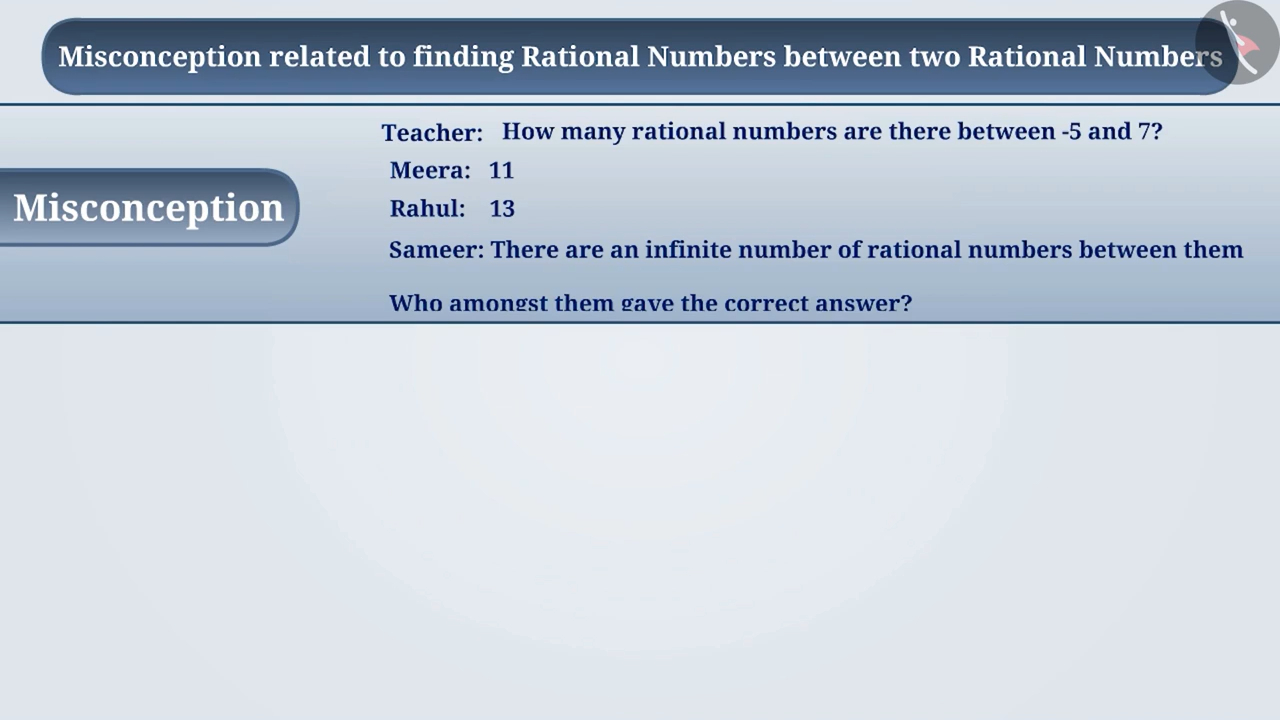 Misconception related to finding Rational Numbers between two Rational Numbers
Teacher: How many rational numbers are there between -5 and 7?
Meera: 11
Misconception
Rahul: 13
Sameer: There are an infinite number of rational numbers between them
Who amongst them gave the correct answer?